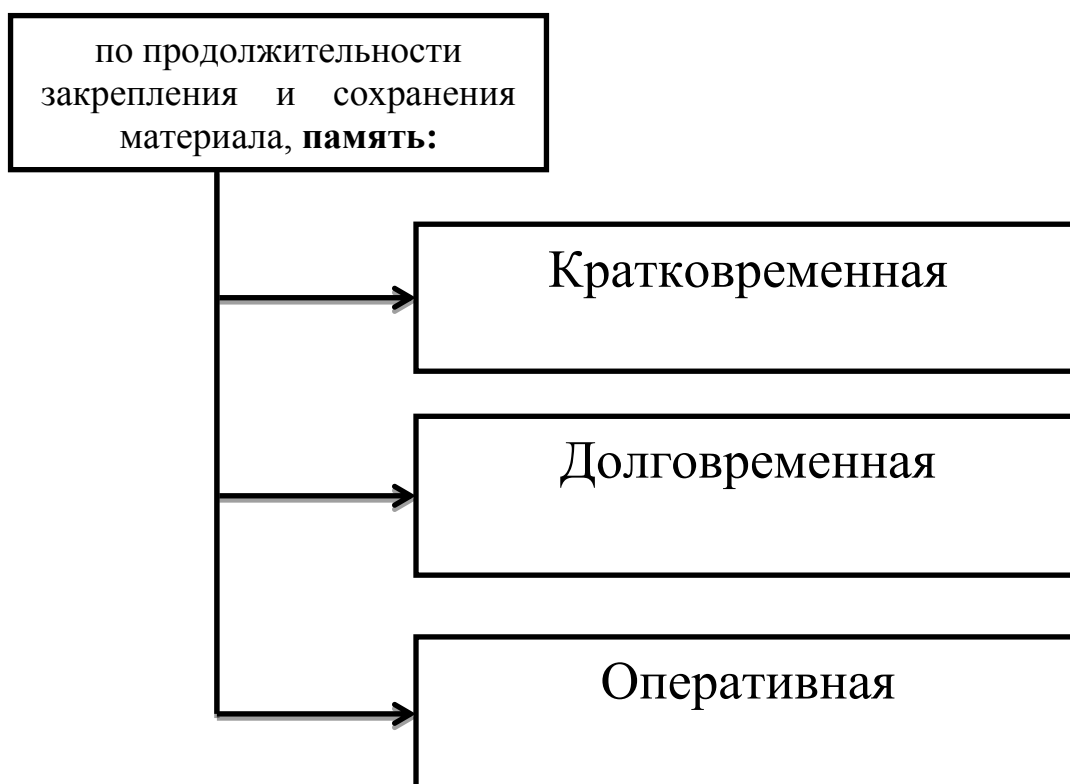 по продолжительности
закрепления и сохранения
материала, память:
Кратковременная
Долговременная
Оперативная